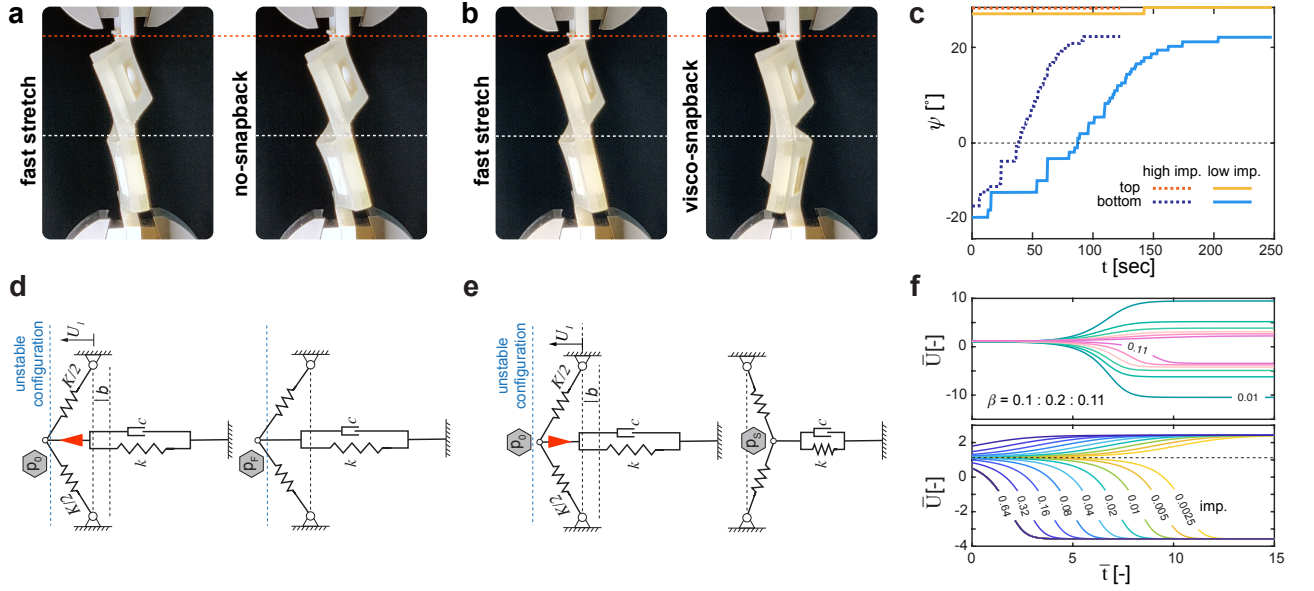 a
fast stretch
no-snapback
b
fast stretch
visco-snapback
c
20
0
-20
ψ [°]
high imp. low imp.
top
bottom
0 50 100 150 200 250
t [sec]
d
unstable
configuration
U₁
K/2
b
c
k
p₀
K/2
c
k
pF
e
unstable
configuration
U₁
K/2
b
c
k
p₀
c
k
pS
f
10
0
-10
Ū [-]
0.11
0.01
β = 0.1 : 0.2 : 0.11
2
0
-2
-4
Ū [-]
0.64
0.32
0.16
0.08
0.04
0.02
0.01
0.005
0.0025
imp.
0 5 10 15
t̄ [-]